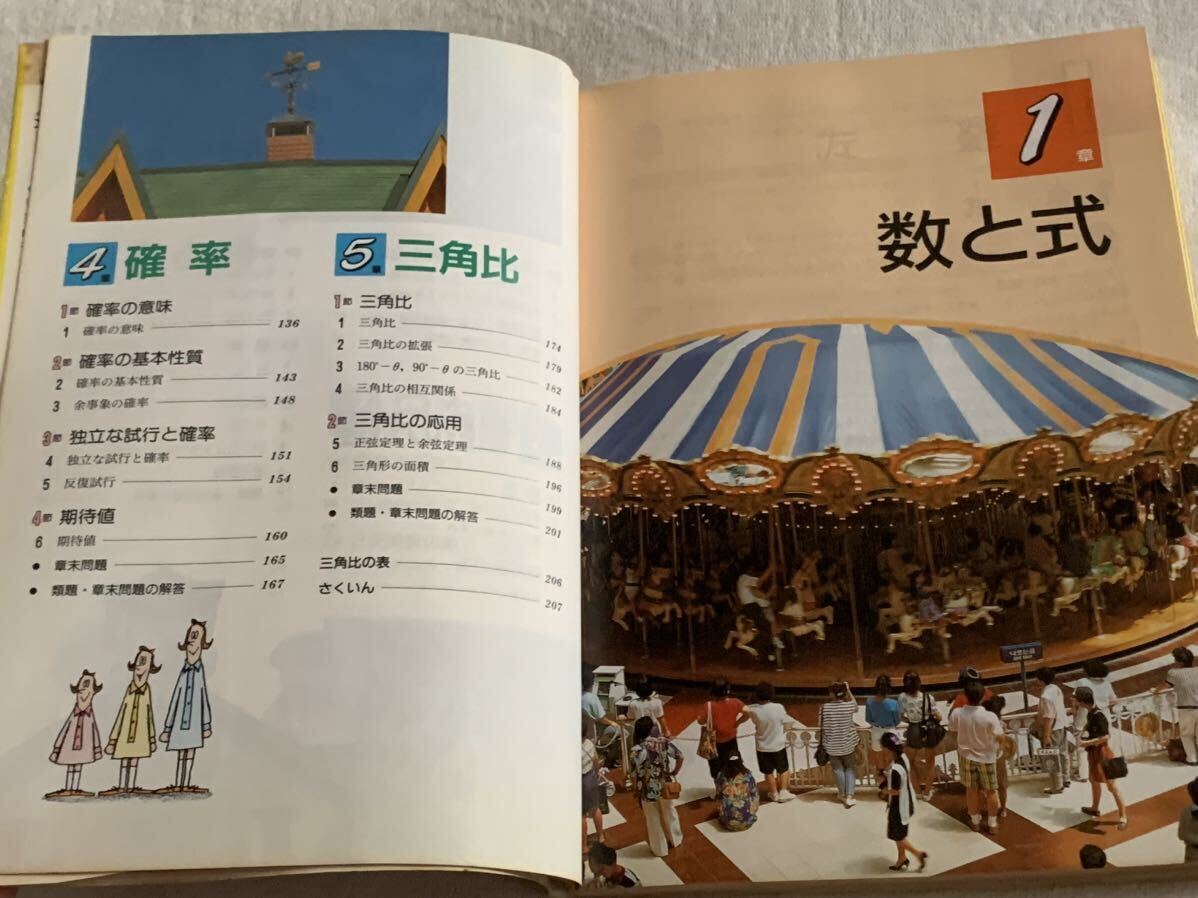 4章 確率
1節 確率の意味
1 確率の意味 136
2節 確率の基本性質
2 確率の基本性質 143
3 余事象の確率 148
3節 独立な試行と確率
4 独立な試行と確率 151
5 反復試行 154
4節 期待値
6 期待値 160
● 章末問題 165
● 類題・章末問題の解答 167
5章 三角比
1節 三角比
1 三角比 174
2 三角比の拡張 179
3 180°-θ、90°-θの三角比 182
4 三角比の相互関係 184
2節 三角比の応用
5 正弦定理と余弦定理 188
6 三角形の面積 196
● 章末問題 199
● 類題・章末問題の解答 201
三角比の表 206
さくいん 207
1章
数と式